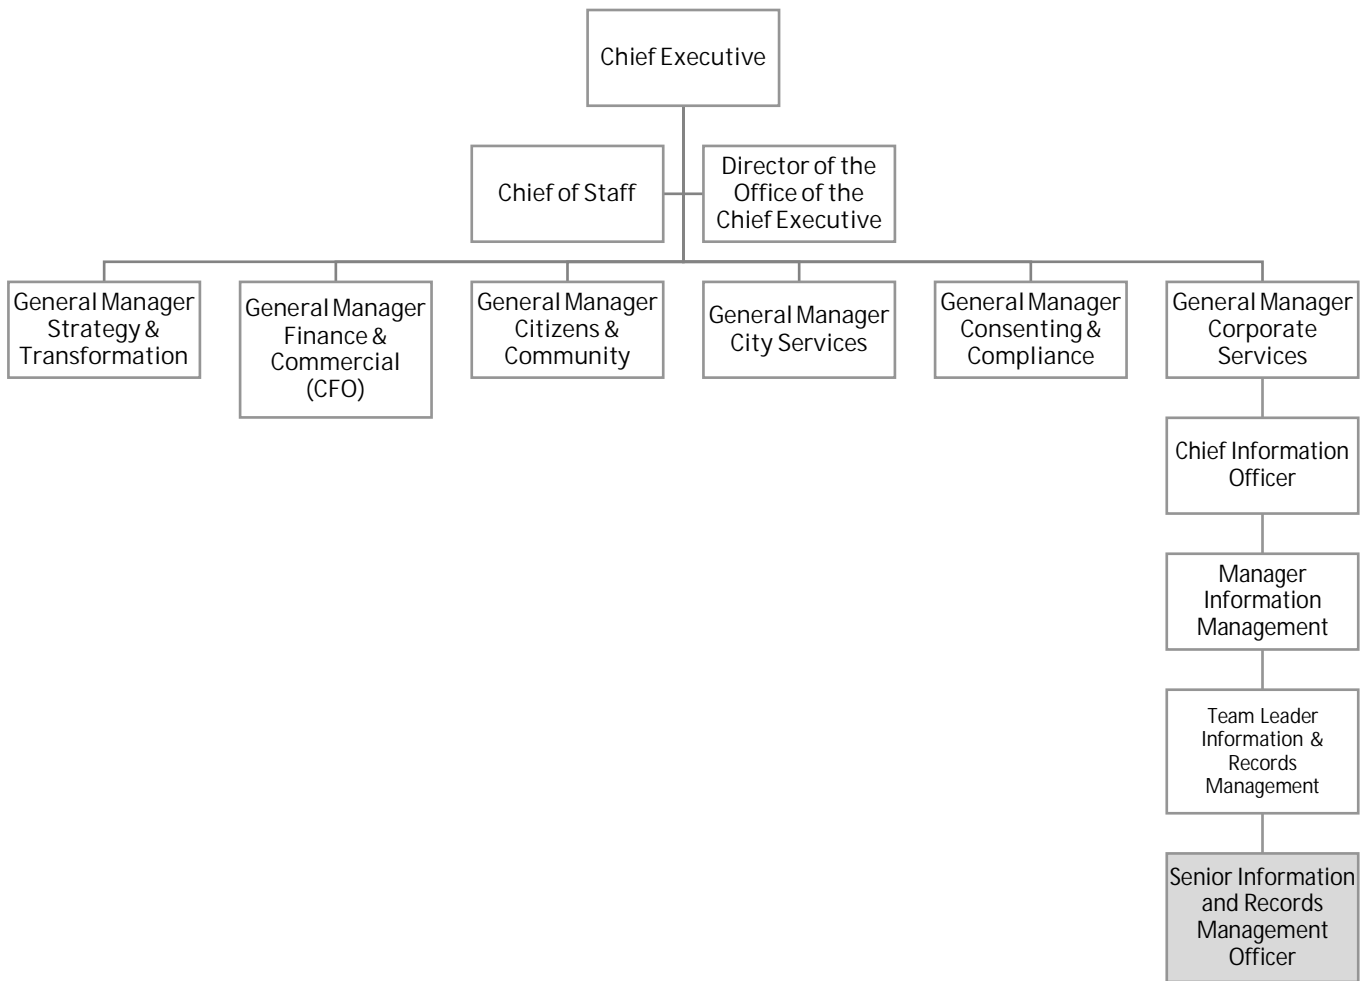 Chief Executive
Chief of Staff
Director of the
Office of the
Chief Executive
General Manager
Strategy &
Transformation
General Manager
Finance &
Commercial
(CFO)
General Manager
Citizens &
Community
General Manager
City Services
General Manager
Consenting &
Compliance
General Manager
Corporate
Services
Chief Information
Officer
Manager
Information
Management
Team Leader
Information &
Records
Management
Senior Information
and Records
Management
Officer